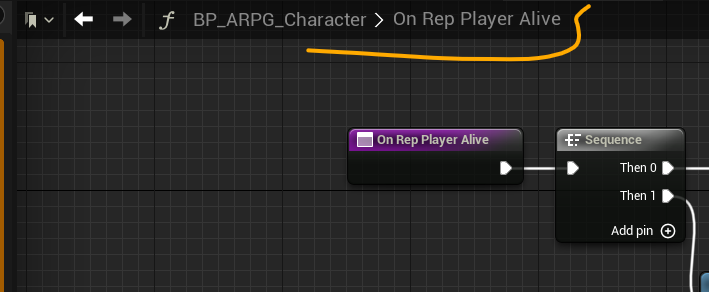 BP_ARPG_Character > On Rep Player Alive
On Rep Player Alive
Sequence
Then 0
Then 1
Add pin